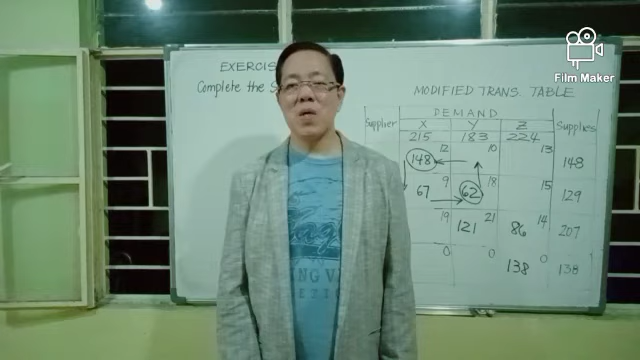 Film Maker
EXERCIS
Complete the S
MODIFIED TRANS. TABLE
DEMAND
Supplier X Y Z Supplies
215 183 224
12 10 13
148 148
9 18 15
67 62 129
19 21 14
121 86 207
0 0 0
138 138